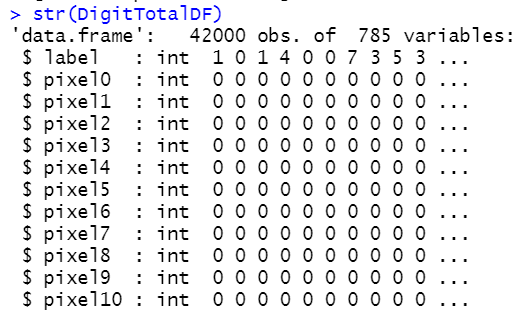 > str(DigitTotalDF)
'data.frame':   42000 obs. of  785 variables:
 $ label   : int  1 0 1 4 0 0 7 3 5 3 ...
 $ pixel0  : int  0 0 0 0 0 0 0 0 0 0 ...
 $ pixel1  : int  0 0 0 0 0 0 0 0 0 0 ...
 $ pixel2  : int  0 0 0 0 0 0 0 0 0 0 ...
 $ pixel3  : int  0 0 0 0 0 0 0 0 0 0 ...
 $ pixel4  : int  0 0 0 0 0 0 0 0 0 0 ...
 $ pixel5  : int  0 0 0 0 0 0 0 0 0 0 ...
 $ pixel6  : int  0 0 0 0 0 0 0 0 0 0 ...
 $ pixel7  : int  0 0 0 0 0 0 0 0 0 0 ...
 $ pixel8  : int  0 0 0 0 0 0 0 0 0 0 ...
 $ pixel9  : int  0 0 0 0 0 0 0 0 0 0 ...
 $ pixel10 : int  0 0 0 0 0 0 0 0 0 0 ...